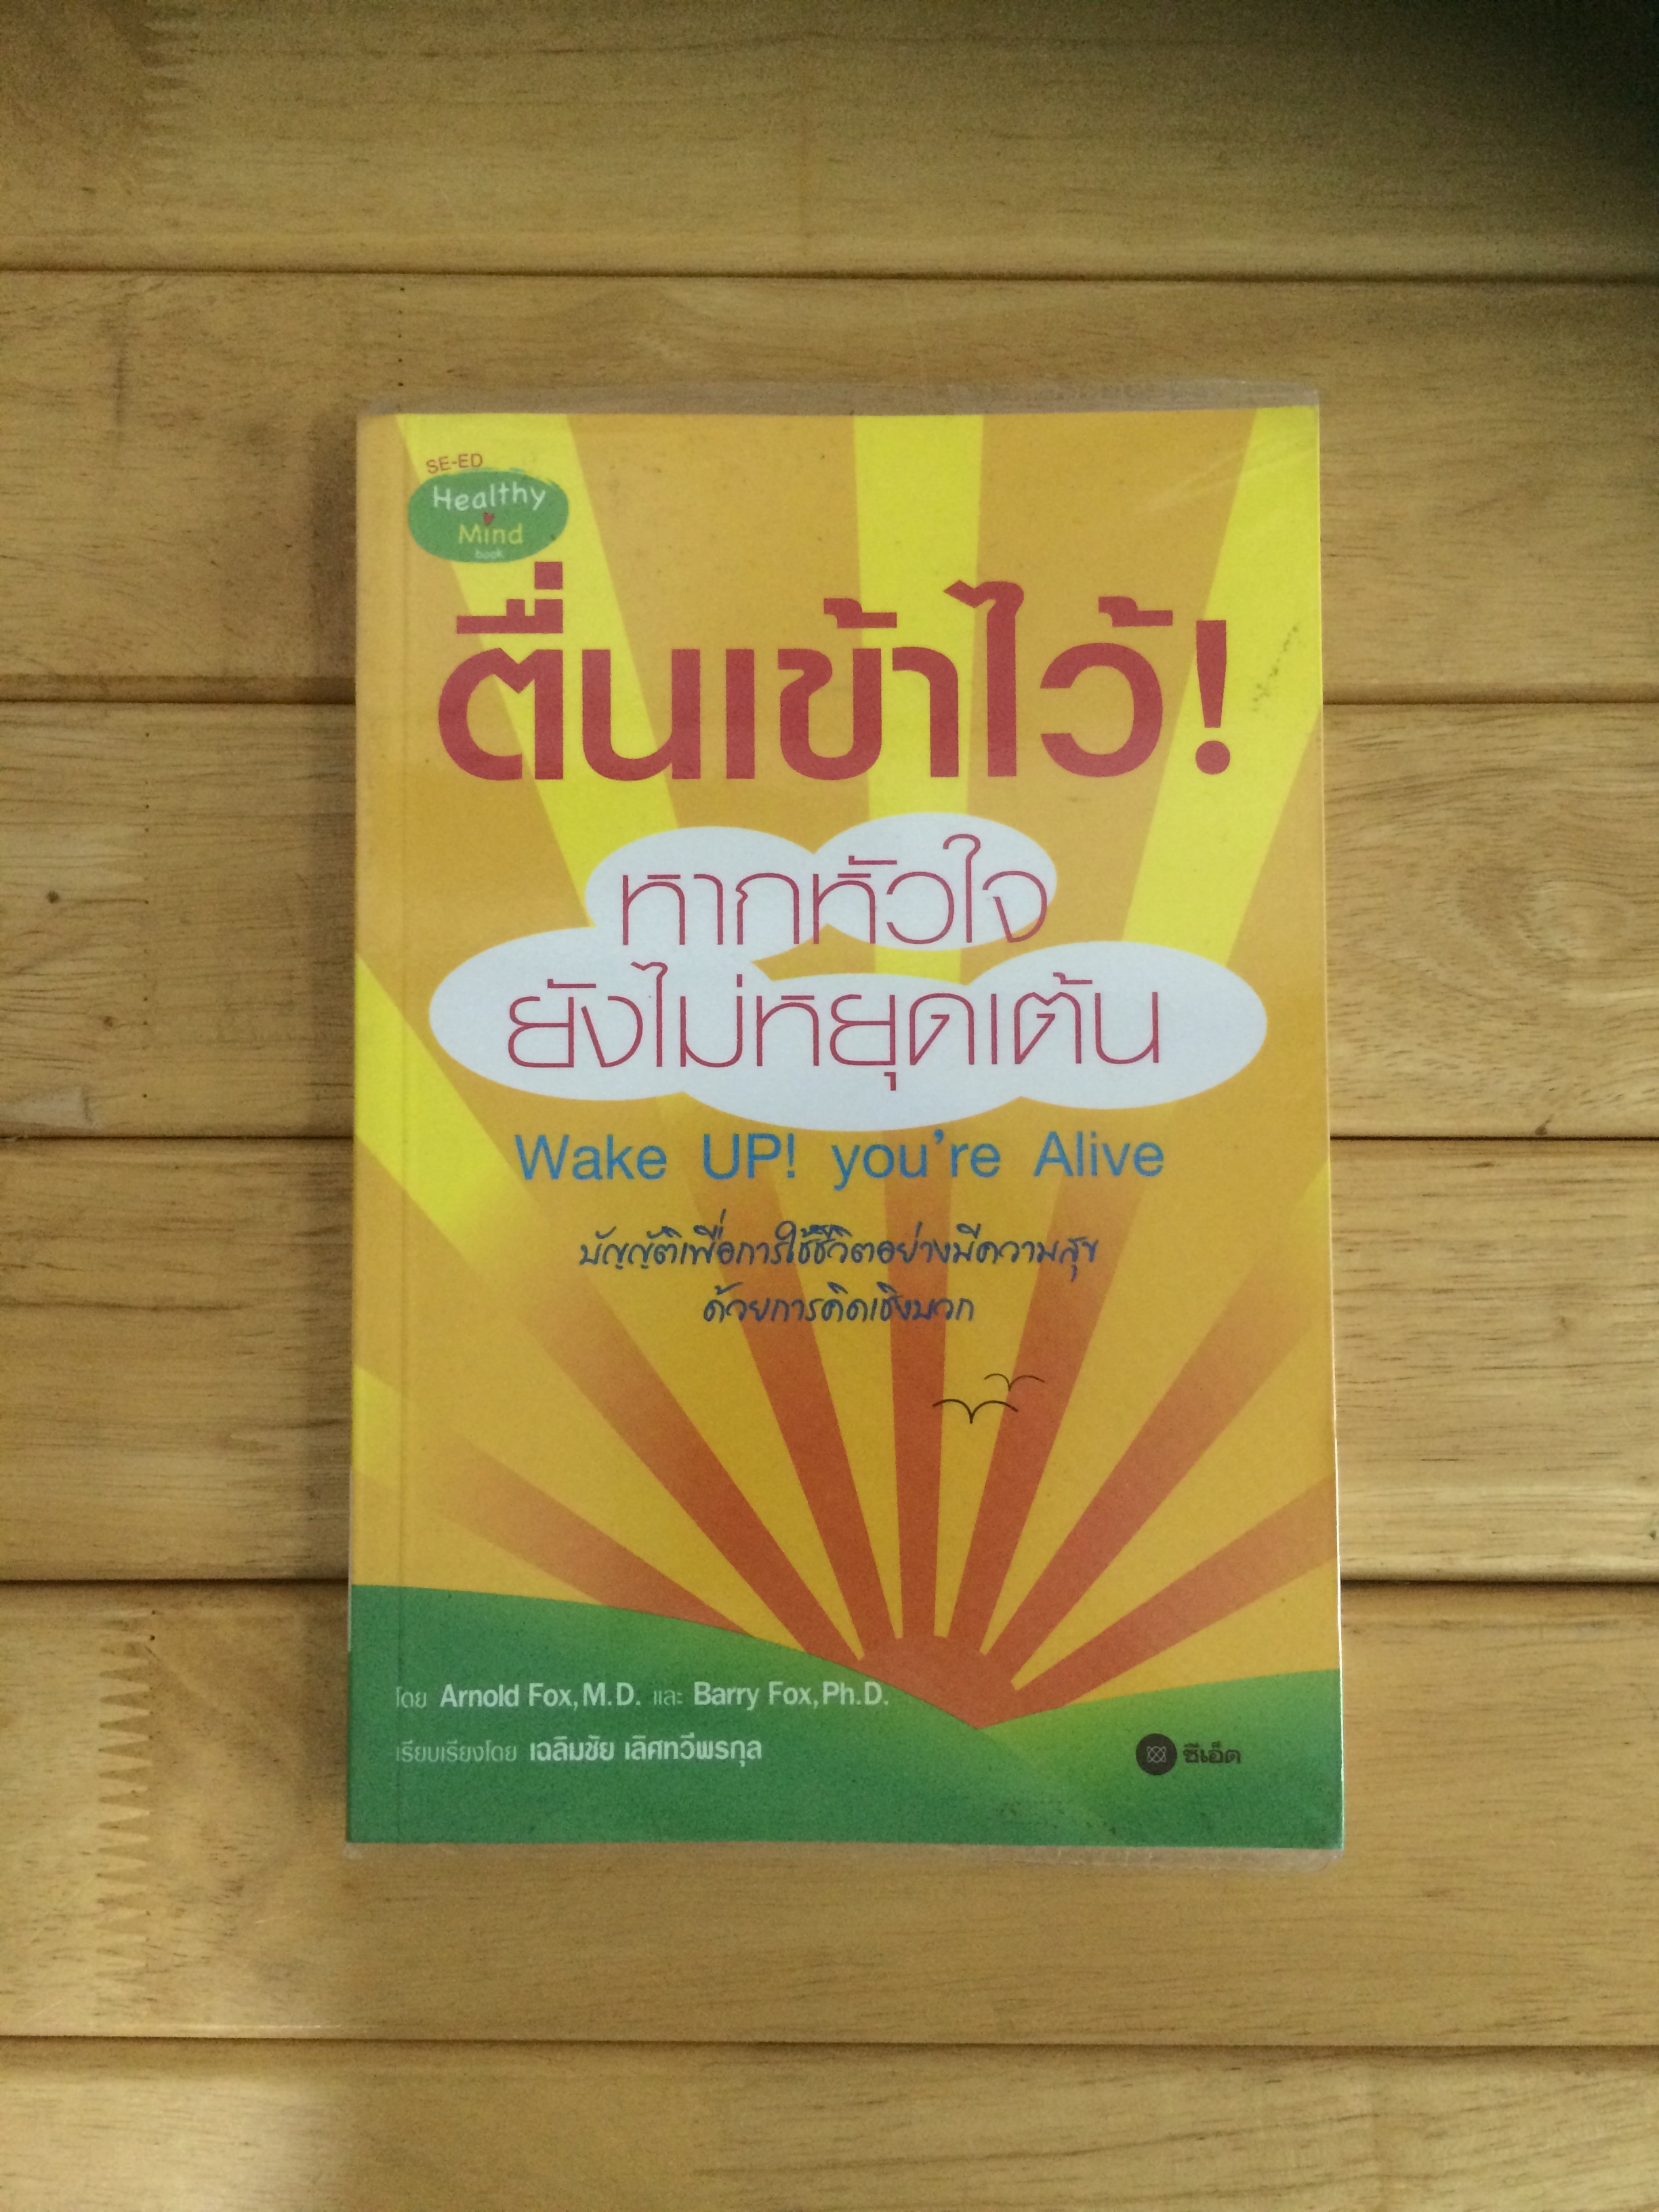 SE-ED
Healthy
Mind
book
ตื่นเข้าไว้!
หากหัวใจ
ยังไม่หยุดเต้น
Wake UP! you're Alive
บัญญัติเพื่อการใช้ชีวิตอย่างมีความสุข
ด้วยการคิดเชิงบวก
โดย Arnold Fox, M.D. และ Barry Fox, Ph.D.
เรียบเรียงโดย เฉลิมชัย เลิศทวีพรกุล
ซีเอ็ด